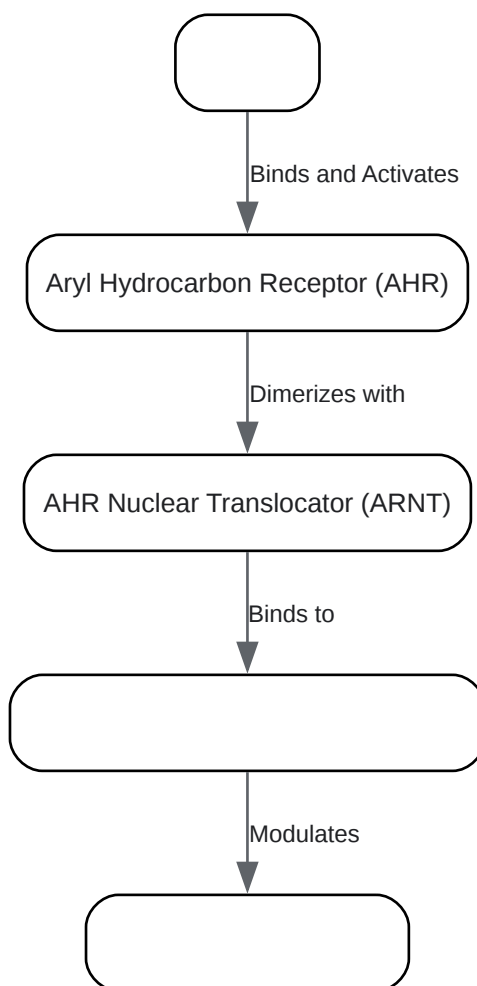 Binds and Activates
Aryl Hydrocarbon Receptor (AHR)
Dimerizes with
AHR Nuclear Translocator (ARNT)
Binds to
Modulates